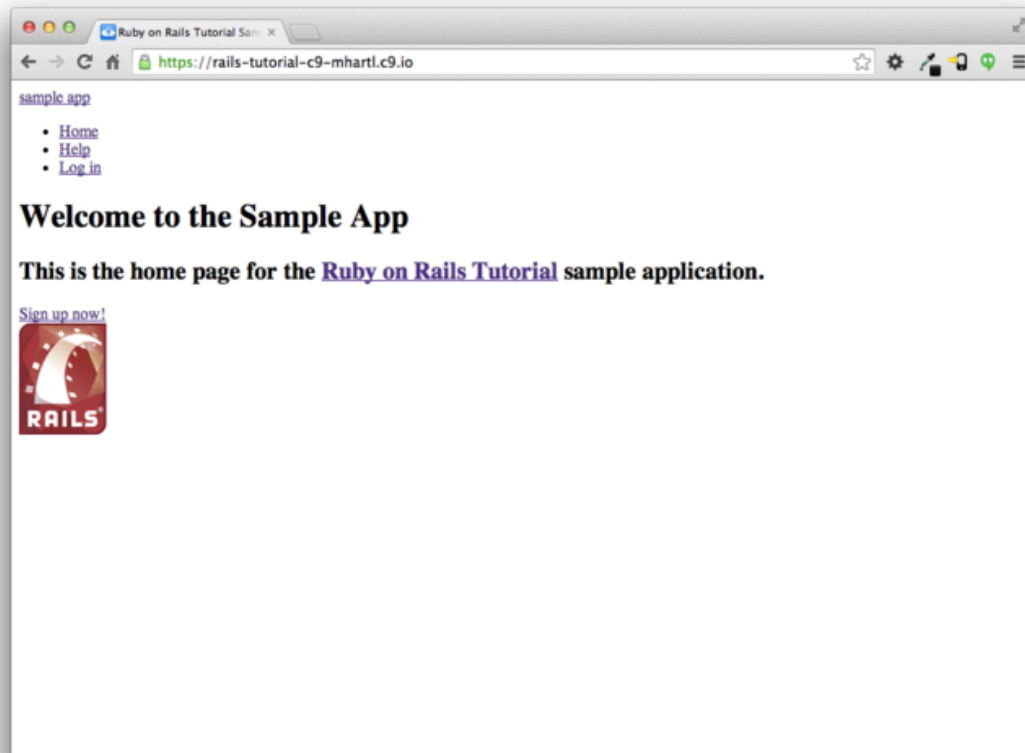 Ruby on Rails Tutorial Sam
https://rails-tutorial-c9-mhartl.c9.io
sample app
Home
Help
Log in
Welcome to the Sample App
This is the home page for the Ruby on Rails Tutorial sample application.
Sign up now!
RAILS